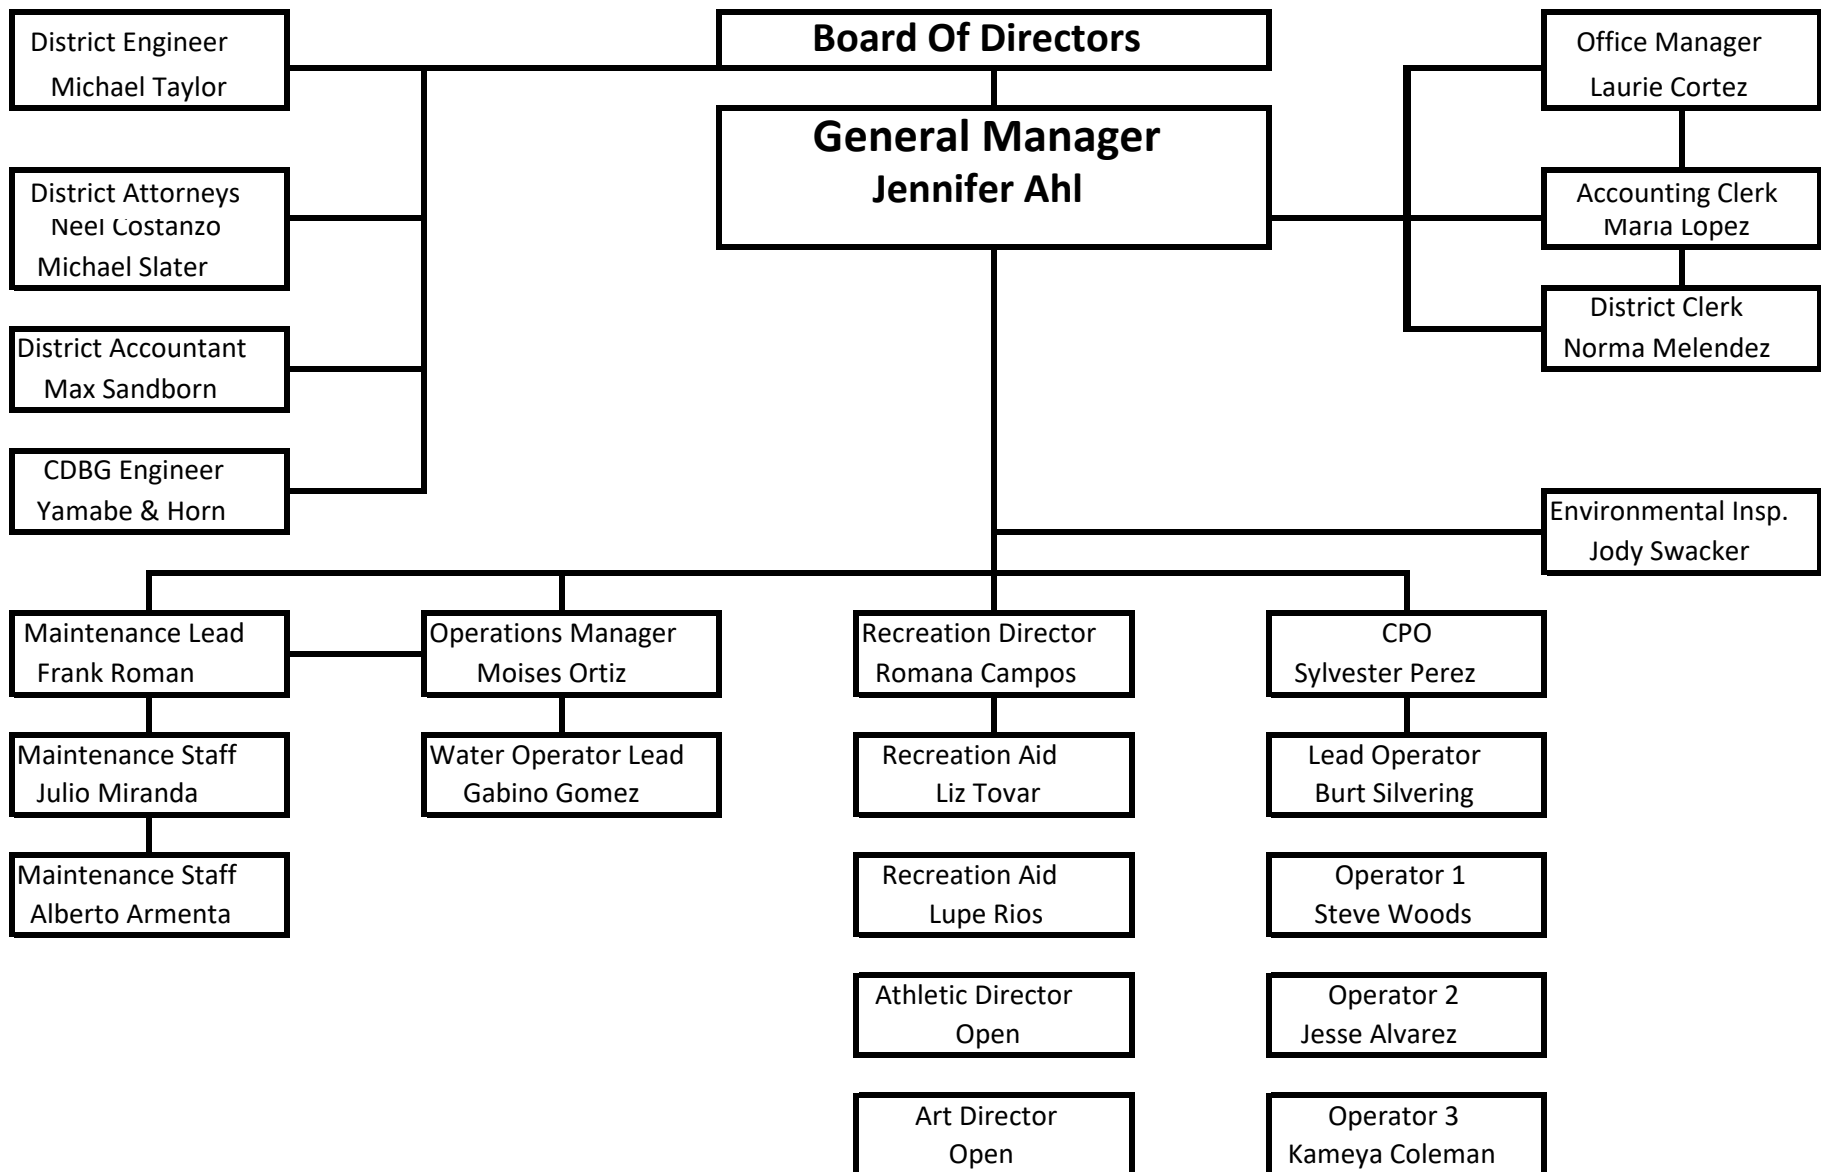 Board Of Directors
General Manager
Jennifer Ahl
District Engineer
Michael Taylor
District Attorneys
Neel Costanzo
Michael Slater
District Accountant
Max Sandborn
CDBG Engineer
Yamabe & Horn
Office Manager
Laurie Cortez
Accounting Clerk
Maria Lopez
District Clerk
Norma Melendez
Environmental Insp.
Jody Swacker
Maintenance Lead
Frank Roman
Maintenance Staff
Julio Miranda
Maintenance Staff
Alberto Armenta
Operations Manager
Moises Ortiz
Water Operator Lead
Gabino Gomez
Recreation Director
Romana Campos
Recreation Aid
Liz Tovar
Recreation Aid
Lupe Rios
Athletic Director
Open
Art Director
Open
CPO
Sylvester Perez
Lead Operator
Burt Silvering
Operator 1
Steve Woods
Operator 2
Jesse Alvarez
Operator 3
Kameya Coleman